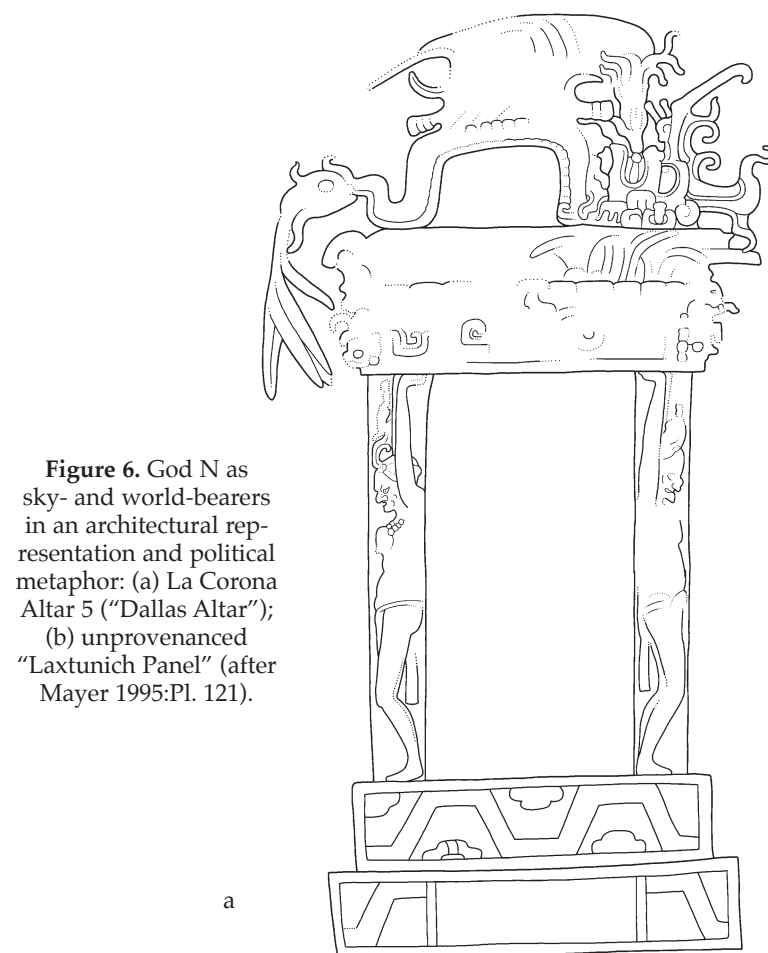 Figure 6. God N as
sky- and world-bearers
in an architectural rep-
resentation and political
metaphor: (a) La Corona
Altar 5 (“Dallas Altar”);
(b) unprovenanced
“Laxtunich Panel” (after
Mayer 1995:Pl. 121).
a